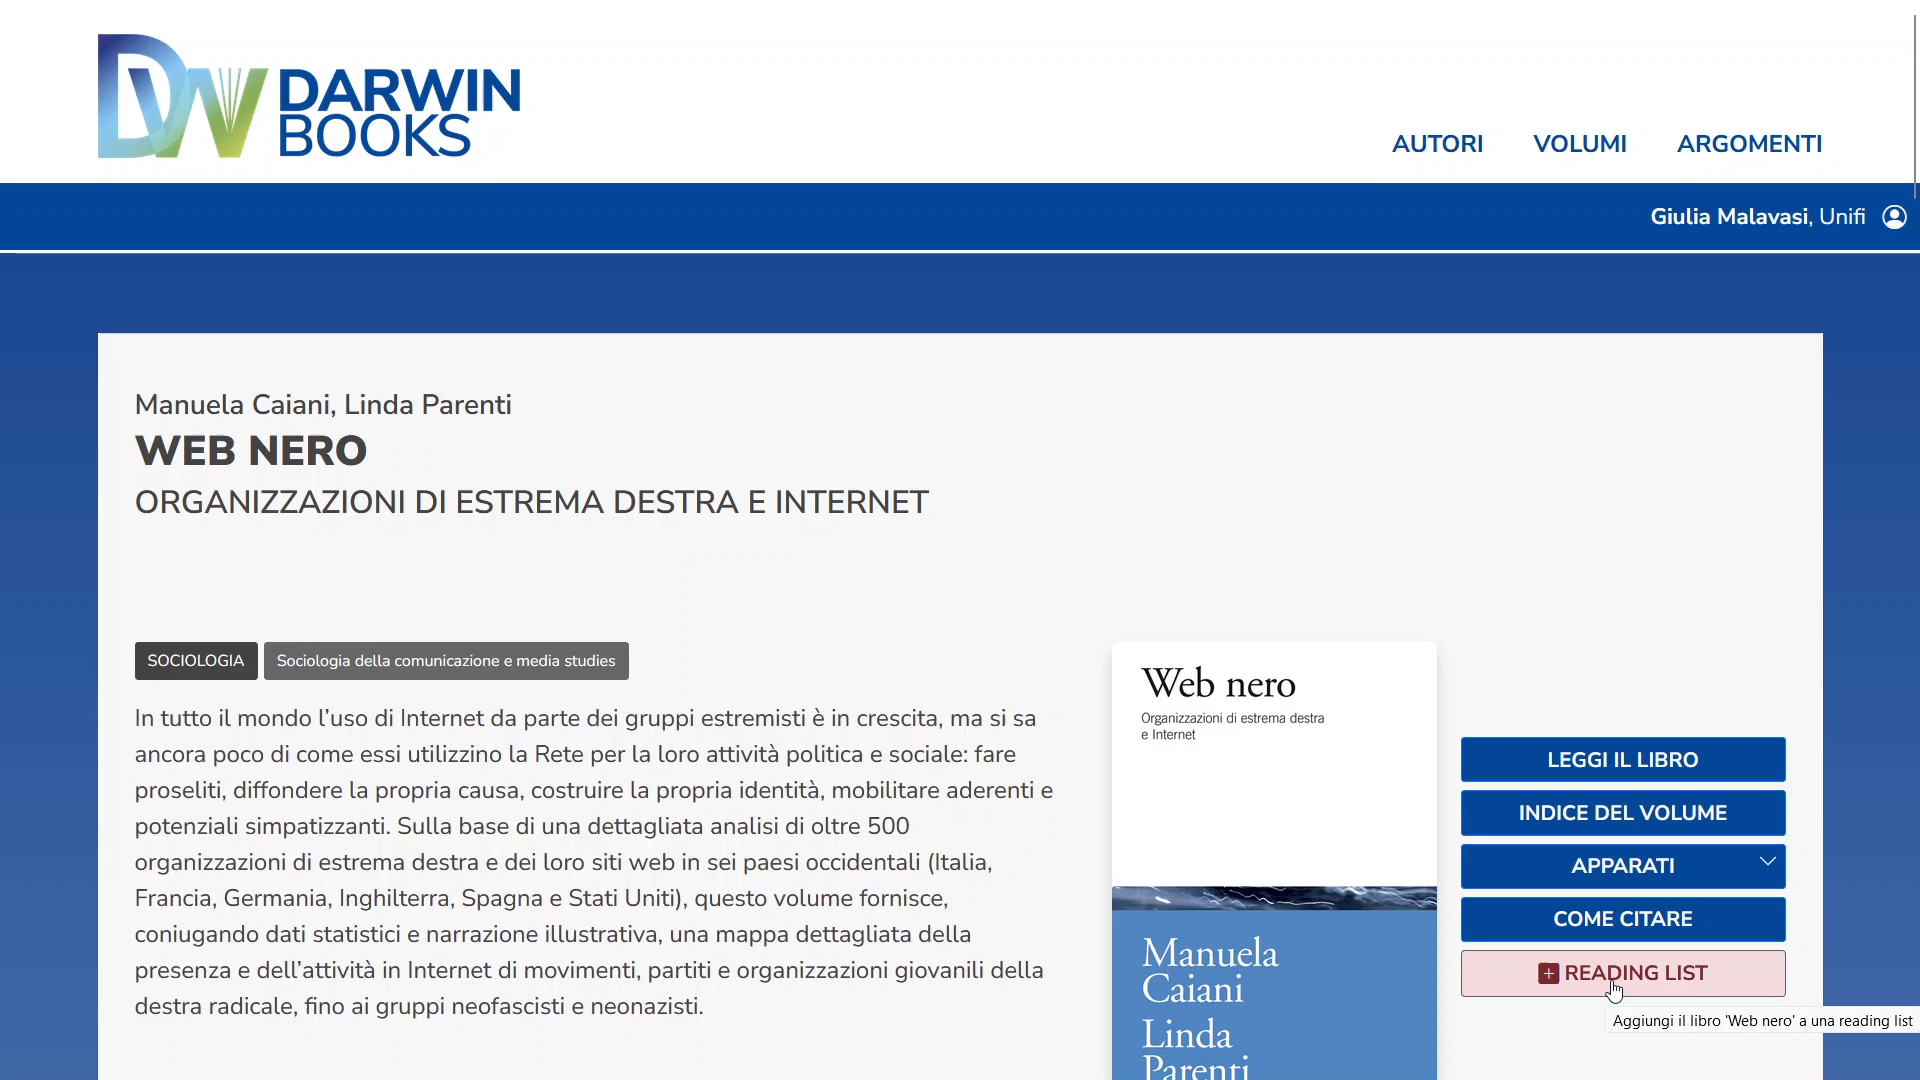 DARWIN
BOOKS
AUTORI
VOLUMI
ARGOMENTI
Giulia Malavasi, Unifi
Manuela Caiani, Linda Parenti
WEB NERO
ORGANIZZAZIONI DI ESTREMA DESTRA E INTERNET
SOCIOLOGIA
Sociologia della comunicazione e media studies
In tutto il mondo l’uso di Internet da parte dei gruppi estremisti è in crescita, ma si sa
ancora poco di come essi utilizzino la Rete per la loro attività politica e sociale: fare
proseliti, diffondere la propria causa, costruire la propria identità, mobilitare aderenti e
potenziali simpatizzanti. Sulla base di una dettagliata analisi di oltre 500
organizzazioni di estrema destra e dei loro siti web in sei paesi occidentali (Italia,
Francia, Germania, Inghilterra, Spagna e Stati Uniti), questo volume fornisce,
coniugando dati statistici e narrazione illustrativa, una mappa dettagliata della
presenza e dell’attività in Internet di movimenti, partiti e organizzazioni giovanili della
destra radicale, fino ai gruppi neofascisti e neonazisti.
Web nero
Organizzazioni di estrema destra
e Internet
Manuela
Caiani
Linda
Parenti
LEGGI IL LIBRO
INDICE DEL VOLUME
APPARATI
COME CITARE
READING LIST
Aggiungi il libro 'Web nero' a una reading list